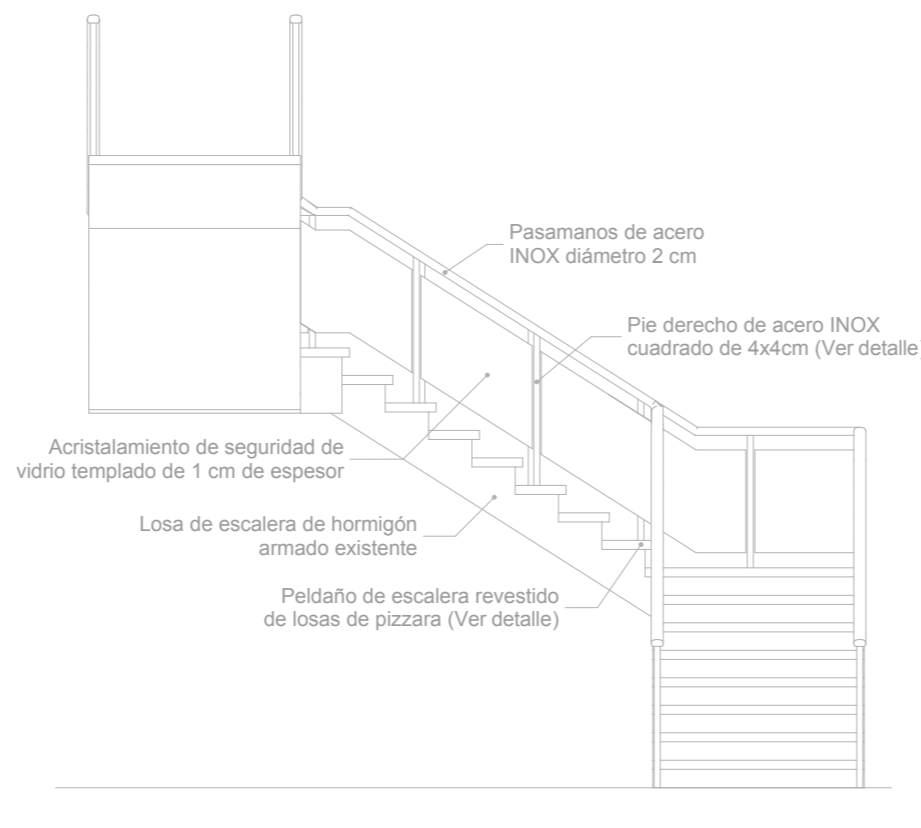 Pasamanos de acero
INOX diámetro 2 cm
Pie derecho de acero INOX
cuadrado de 4x4cm (Ver detalle)
Acristalamiento de seguridad de
vidrio templado de 1 cm de espesor
Losa de escalera de hormigón
armado existente
Peldaño de escalera revestido
de losas de pizzara (Ver detalle)